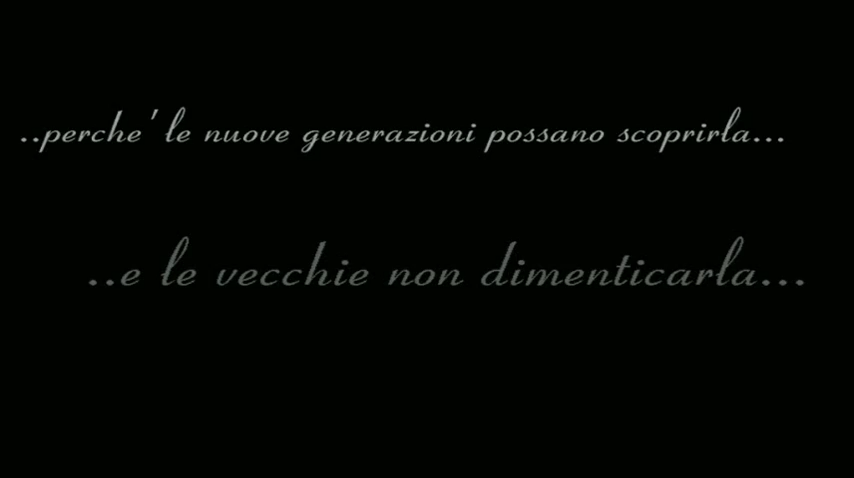 ..perche' le nuove generazioni possano scoprirla...
..e le vecchie non dimenticarla...